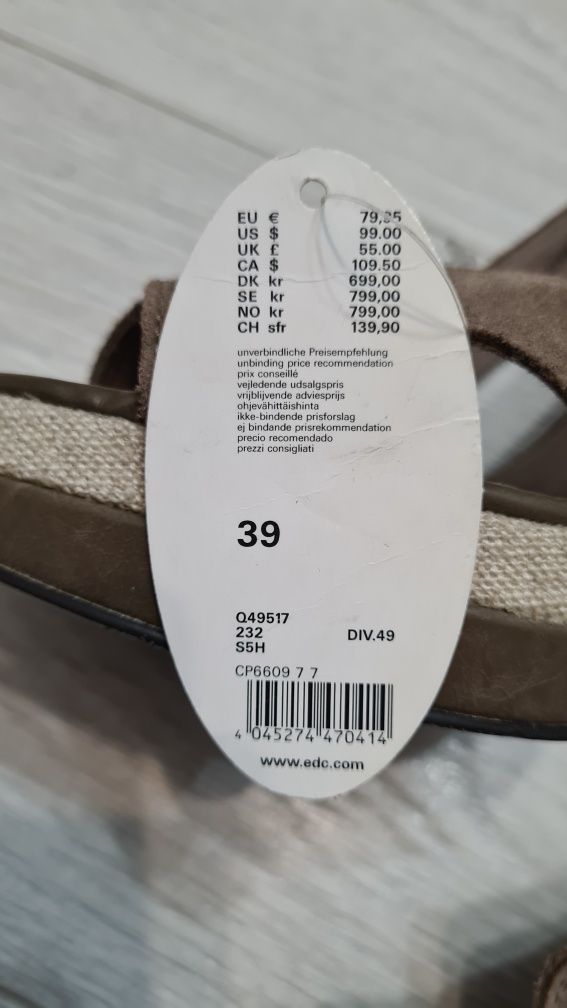 EU € 79,95
US $ 99.00
UK £ 55.00
CA $ 109.50
DK kr 699,00
SE kr 799,00
NO kr 799,00
CH sfr 139,90
unverbindliche Preisempfehlung
unbinding price recommendation
prix conseillé
vejledende udsalgspris
vrijblijvende adviesprijs
ohjevähittäishinta
ikke-bindende prisforslag
ej bindande prisrekommendation
precio recomendado
prezzi consigliati
39
Q49517
232 DIV.49
S5H
CP6609 7 7
4 045274 470414
www.edc.com